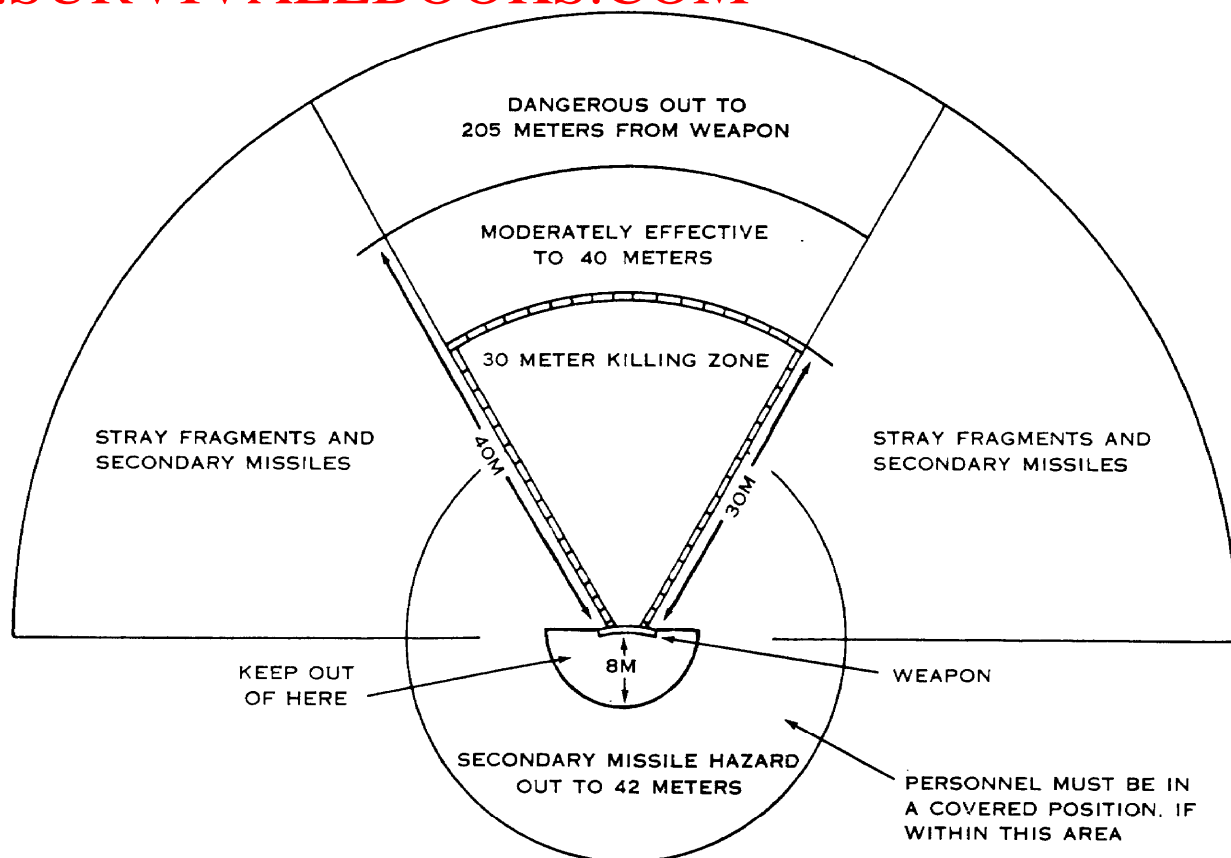 .SURVIVALEBOOKS.COM
DANGEROUS OUT TO
205 METERS FROM WEAPON
MODERATELY EFFECTIVE
TO 40 METERS
30 METER KILLING ZONE
STRAY FRAGMENTS AND
SECONDARY MISSILES
STRAY FRAGMENTS AND
SECONDARY MISSILES
40M
30M
KEEP OUT
OF HERE
8M
WEAPON
SECONDARY MISSILE HAZARD
OUT TO 42 METERS
PERSONNEL MUST BE IN
A COVERED POSITION. IF
WITHIN THIS AREA